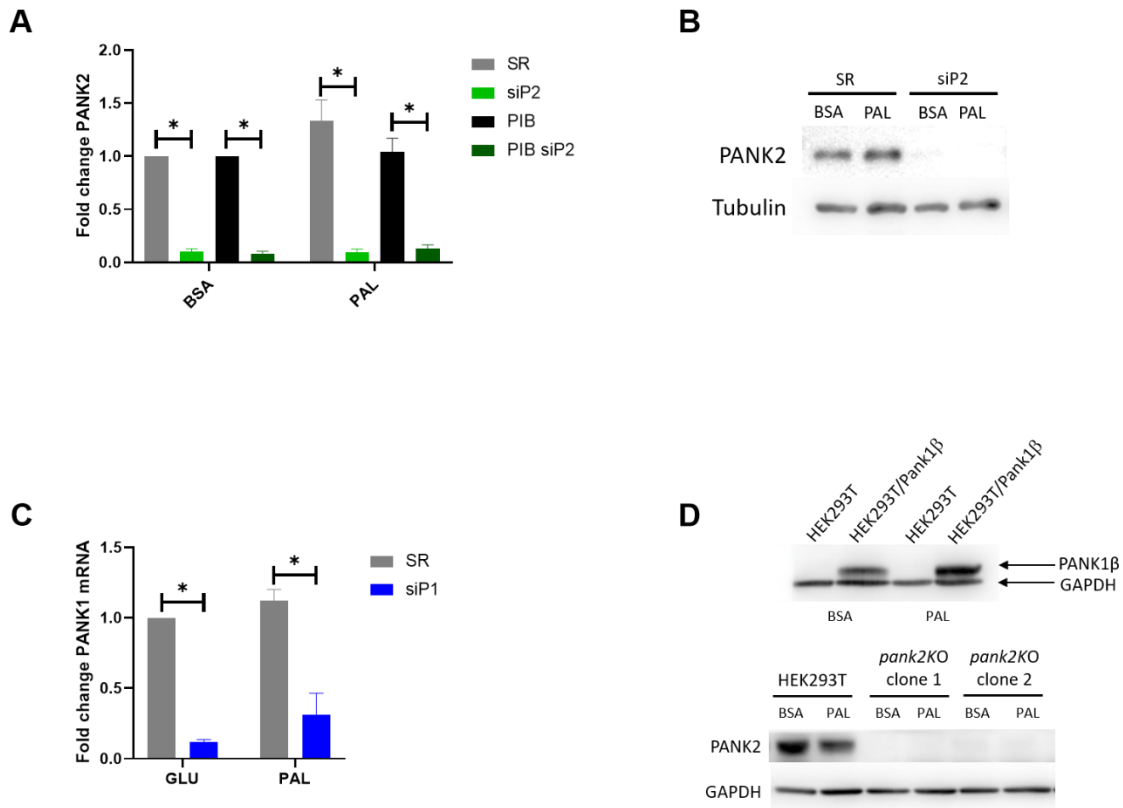 A
Fold change PANK2
2.0
1.5
1.0
0.5
0.0
BSA
PAL
*
*
*
*
SR
siP2
PIB
PIB siP2
B
SR siP2
BSA PAL BSA PAL
PANK2
Tubulin
C
Fold change PANK1 mRNA
1.5
1.0
0.5
0.0
GLU PAL
*
*
SR
siP1
D
HEK293T
HEK293T/Pank1β
HEK293T
HEK293T/Pank1β
PANK1β
GAPDH
BSA PAL
HEK293T
pank2KO
clone 1
pank2KO
clone 2
BSA PAL BSA PAL BSA PAL
PANK2
GAPDH